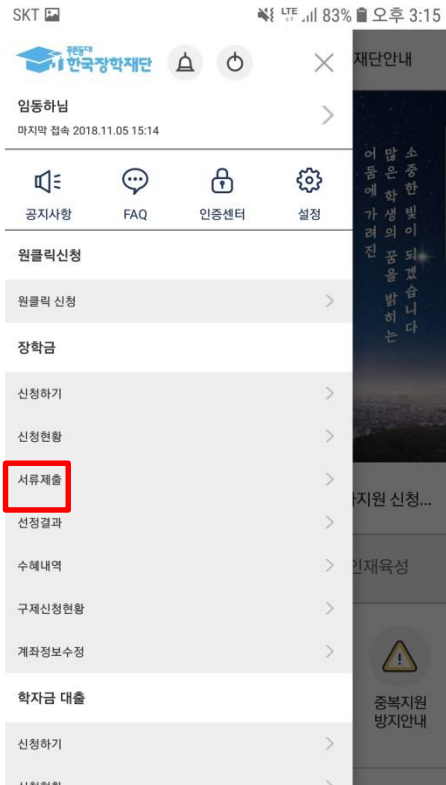 SKT LTE 83% 오후 3:15
푸른등대
한국장학재단
재단안내
임동하님
마지막 접속 2018.11.05 15:14
공지사항 FAQ 인증센터 설정
소중한 빛이 되겠습니다
많은 학생의 꿈을 밝히는
어둠에 가려진
원클릭신청
원클릭 신청
장학금
신청하기
신청현황
서류제출
지원 신청...
선정결과
수혜내역
인재육성
구제신청현황
계좌정보수정
학자금 대출
중복지원
방지안내
신청하기